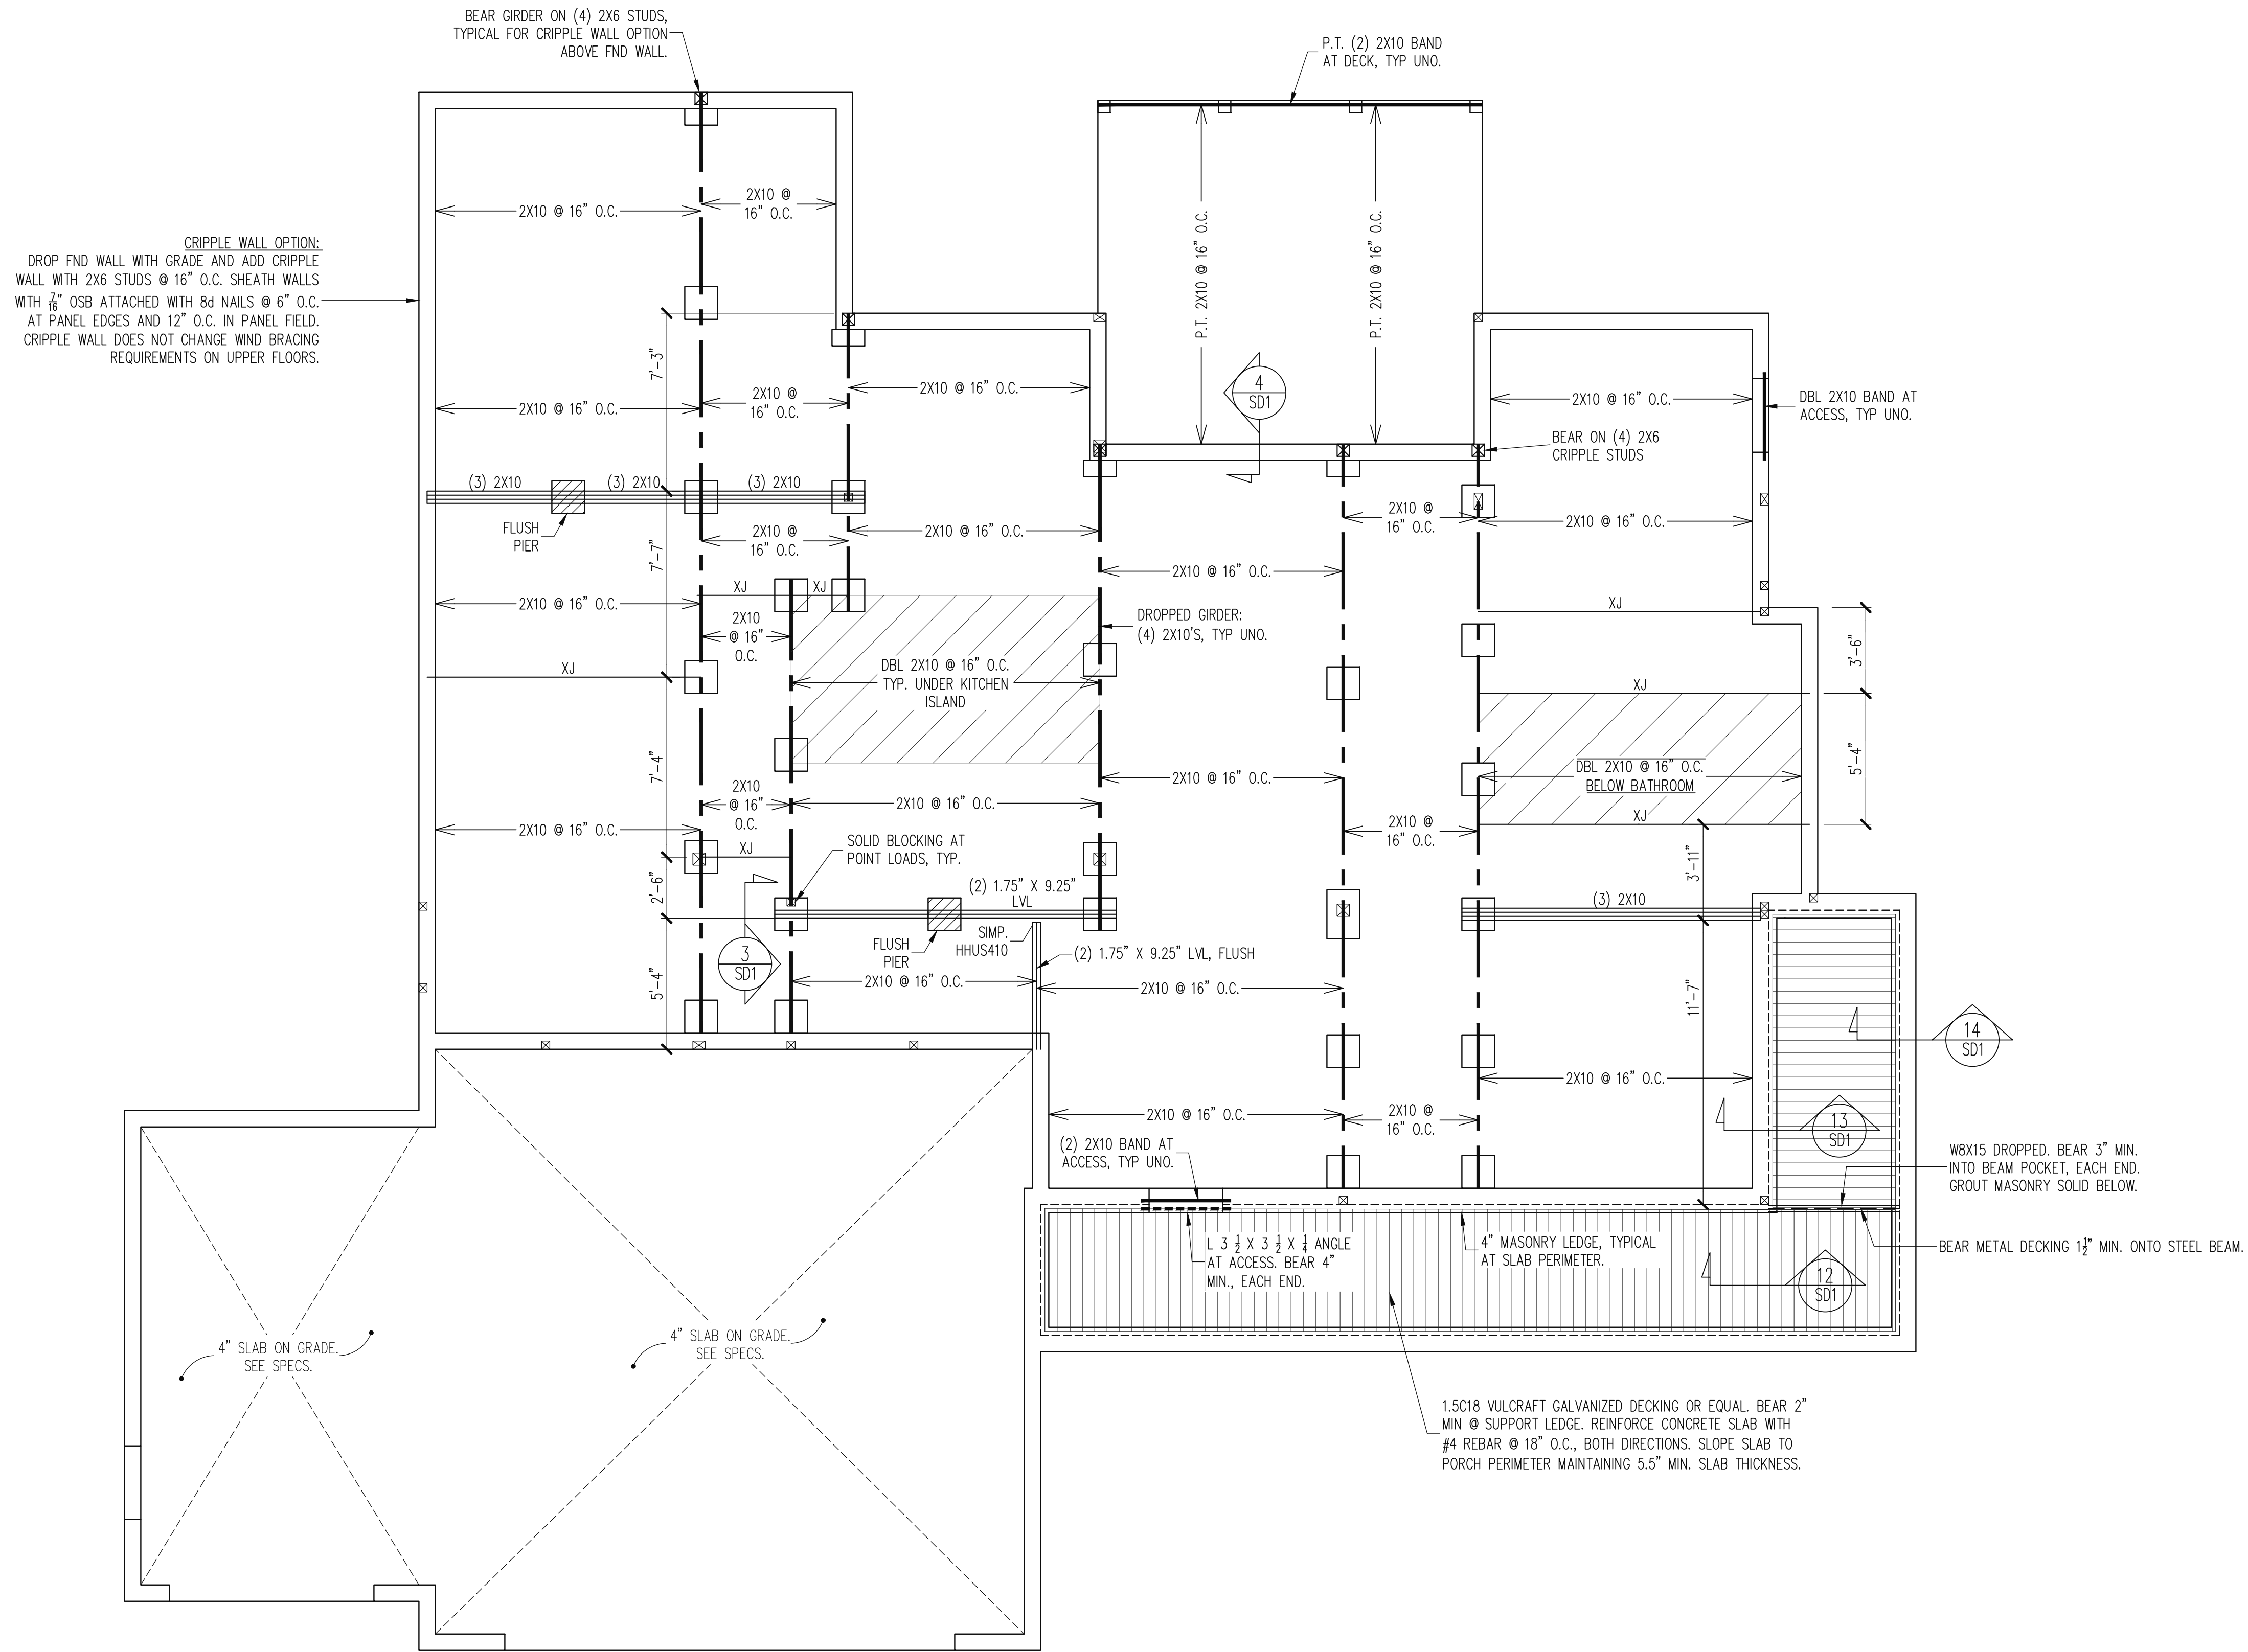 BEAR GIRDER ON (4) 2X6 STUDS,
TYPICAL FOR CRIPPLE WALL OPTION
ABOVE FND WALL.
P.T. (2) 2X10 BAND
AT DECK, TYP UNO.
CRIPPLE WALL OPTION:
DROP FND WALL WITH GRADE AND ADD CRIPPLE
WALL WITH 2X6 STUDS @ 16" O.C. SHEATH WALLS
WITH 7/16" OSB ATTACHED WITH 8d NAILS @ 6" O.C.
AT PANEL EDGES AND 12" O.C. IN PANEL FIELD.
CRIPPLE WALL DOES NOT CHANGE WIND BRACING
REQUIREMENTS ON UPPER FLOORS.
2X10 @ 16" O.C.
2X10 @
16" O.C.
P.T. 2X10 @ 16" O.C.
P.T. 2X10 @ 16" O.C.
7'-3"
2X10 @ 16" O.C.
2X10 @
16" O.C.
2X10 @ 16" O.C.
4
SD1
2X10 @ 16" O.C.
DBL 2X10 BAND AT
ACCESS, TYP UNO.
BEAR ON (4) 2X6
CRIPPLE STUDS
(3) 2X10
(3) 2X10
(3) 2X10
FLUSH
PIER
7'-7"
2X10 @
16" O.C.
2X10 @ 16" O.C.
2X10 @
16" O.C.
2X10 @ 16" O.C.
2X10 @ 16" O.C.
XJ
XJ
2X10 @ 16" O.C.
2X10
@ 16"
O.C.
DROPPED GIRDER:
(4) 2X10'S, TYP UNO.
XJ
3'-6"
XJ
DBL 2X10 @ 16" O.C.
TYP. UNDER KITCHEN
ISLAND
XJ
5'-4"
7'-4"
2X10 @ 16" O.C.
DBL 2X10 @ 16" O.C.
BELOW BATHROOM
XJ
2X10
@ 16"
O.C.
2X10 @ 16" O.C.
2X10 @ 16" O.C.
2X10 @
16" O.C.
XJ
SOLID BLOCKING AT
POINT LOADS, TYP.
3'-11"
2'-6"
(2) 1.75" X 9.25"
LVL
(3) 2X10
FLUSH
PIER
SIMP.
HHUS410
(2) 1.75" X 9.25" LVL, FLUSH
3
SD1
5'-4"
2X10 @ 16" O.C.
2X10 @ 16" O.C.
11'-7"
14
SD1
2X10 @ 16" O.C.
2X10 @ 16" O.C.
2X10 @
16" O.C.
13
SD1
(2) 2X10 BAND AT
ACCESS, TYP UNO.
W8X15 DROPPED. BEAR 3" MIN.
INTO BEAM POCKET, EACH END.
GROUT MASONRY SOLID BELOW.
L 3 1/2 X 3 1/2 X 1/4 ANGLE
AT ACCESS. BEAR 4"
MIN., EACH END.
4" MASONRY LEDGE, TYPICAL
AT SLAB PERIMETER.
BEAR METAL DECKING 1 1/2" MIN. ONTO STEEL BEAM.
12
SD1
4" SLAB ON GRADE.
SEE SPECS.
4" SLAB ON GRADE.
SEE SPECS.
1.5C18 VULCRAFT GALVANIZED DECKING OR EQUAL. BEAR 2"
MIN @ SUPPORT LEDGE. REINFORCE CONCRETE SLAB WITH
#4 REBAR @ 18" O.C., BOTH DIRECTIONS. SLOPE SLAB TO
PORCH PERIMETER MAINTAINING 5.5" MIN. SLAB THICKNESS.